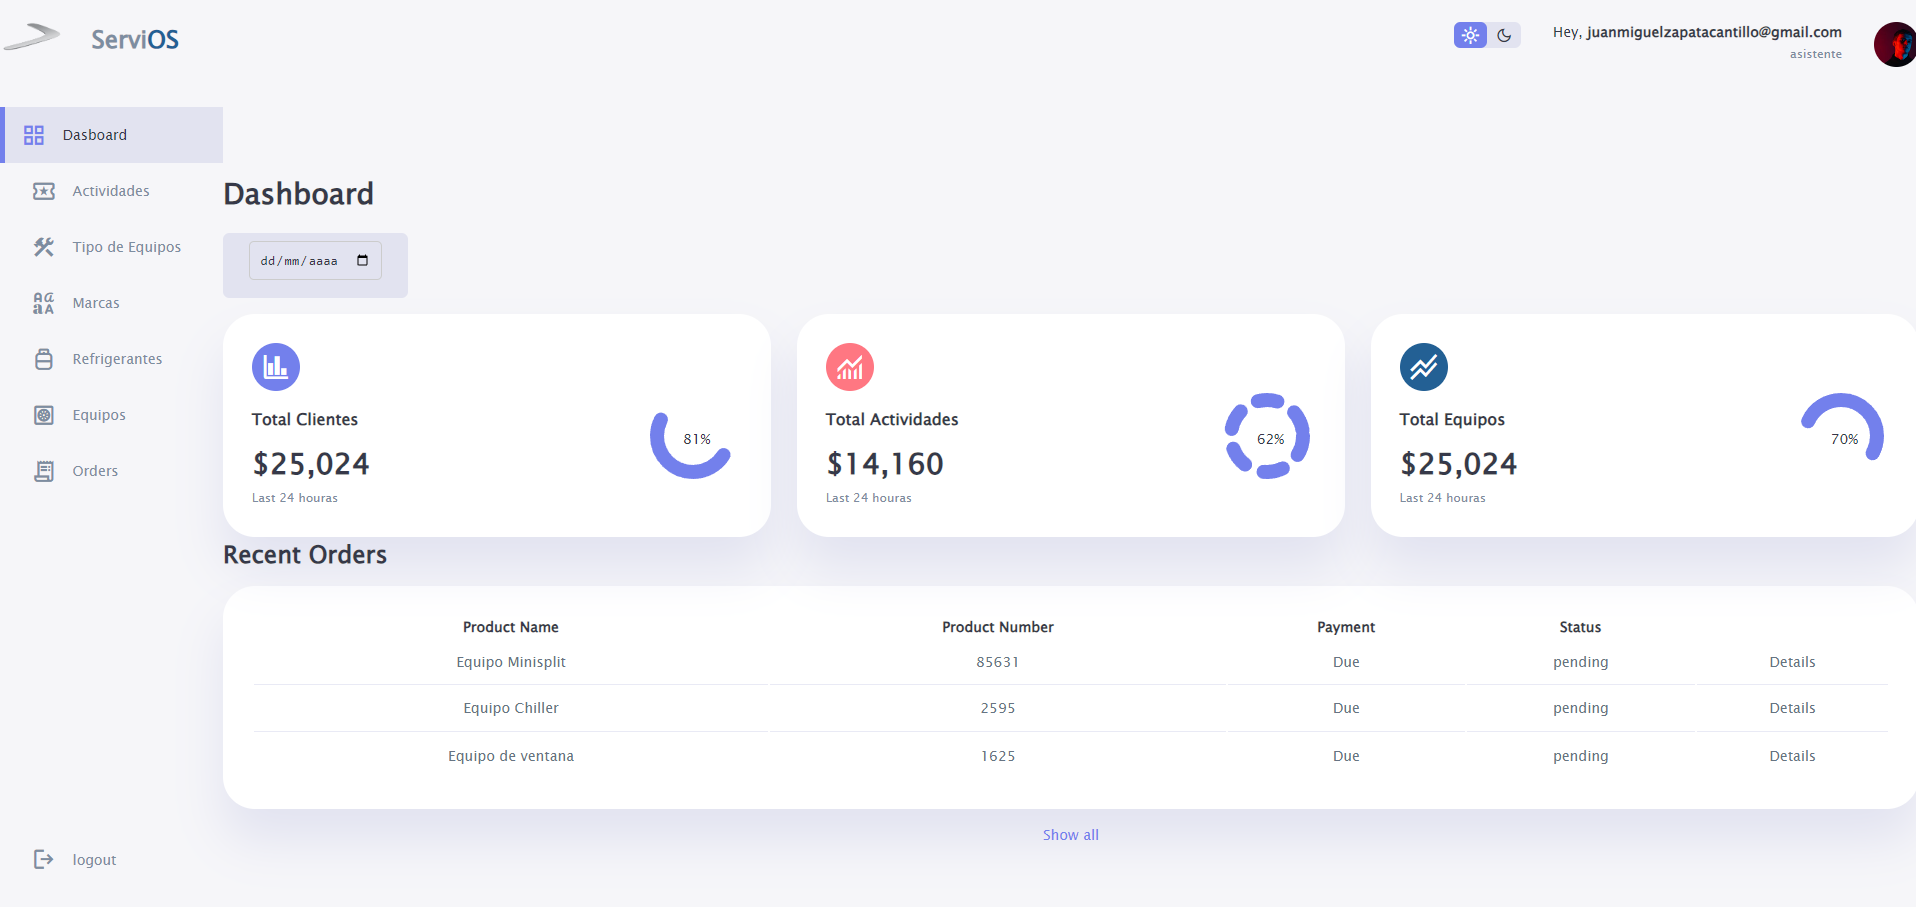 ServiOS
Hey, juanmiguelzapatacantillo@gmail.com
asistente
Dasboard
Actividades
Tipo de Equipos
Marcas
Refrigerantes
Equipos
Orders
logout
Dashboard
dd/mm/aaaa
Total Clientes
$25,024
Last 24 houras
81%
Total Actividades
$14,160
Last 24 houras
62%
Total Equipos
$25,024
Last 24 houras
70%
Recent Orders
Product Name Product Number Payment Status
Equipo Minisplit 85631 Due pending Details
Equipo Chiller 2595 Due pending Details
Equipo de ventana 1625 Due pending Details
Show all